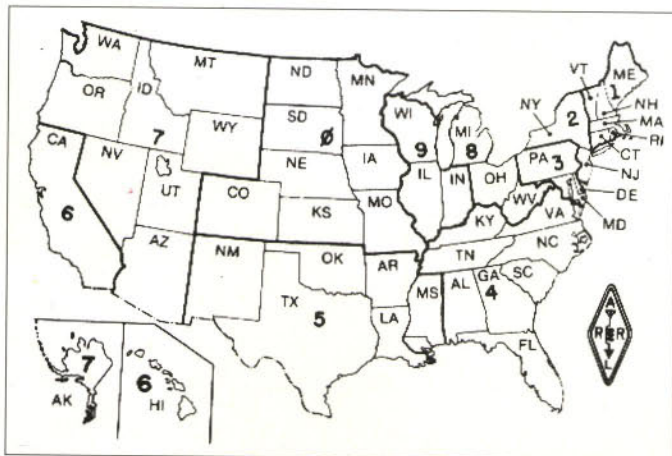 WA
MT
ND
MN
VT
1
ME
OR
ID
SD
Ø
WI
NY
2
NH
MA
RI
CT
7
WY
9
MI
8
PA
3
NJ
CA
NV
NE
IA
IL
IN
OH
DE
MD
UT
CO
KS
MO
WV
VA
6
KY
AZ
NM
OK
AR
TN
NC
TX
5
MS
AL
GA
4
SC
LA
FL
7
AK
6
HI
A
R R
L